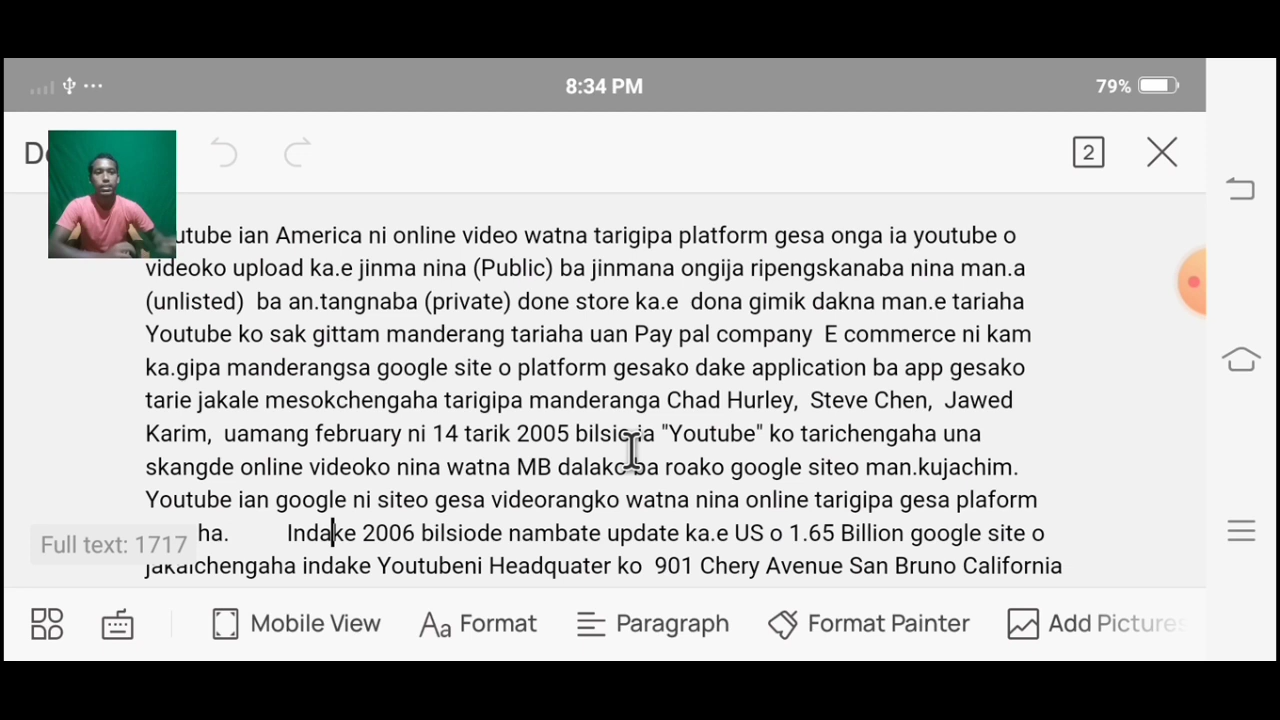 8:34 PM
79%
2
utube ian America ni online video watna tarigipa platform gesa onga ia youtube o
videoko upload ka.e jinma nina (Public) ba jinmana ongija ripengskanaba nina man.a
(unlisted)  ba an.tangnaba (private) done store ka.e  dona gimik dakna man.e tariaha
Youtube ko sak gittam manderang tariaha uan Pay pal company  E commerce ni kam
ka.gipa manderangsa google site o platform gesako dake application ba app gesako
tarie jakale mesokchengaha tarigipa manderanga Chad Hurley,  Steve Chen,  Jawed
Karim,  uamang february ni 14 tarik 2005 "Youtube" ko tarichengaha una
skangde online videoko nina watna MB dalako ba roako google siteo man.kujachim.
Youtube ian google ni siteo gesa videorangko watna nina online tarigipa gesa plaform
ha.         Indake 2006 bilsiode nambate update ka.e US o 1.65 Billion google site o
Full text: 1717
jakalchengaha indake Youtubeni Headquater ko  901 Chery Avenue San Bruno California
Mobile View
Aa Format
Paragraph
Format Painter
Add Pictures